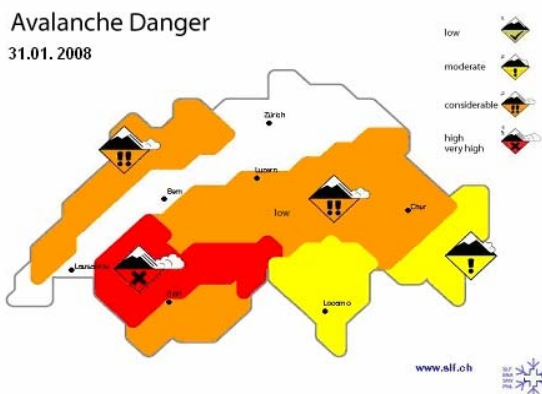 Avalanche Danger
31.01. 2008
low
moderate
considerable
high
very high
Zürich
Luzern
Bern
low
Chur
Lausanne
Locarno
www.slf.ch
SLF